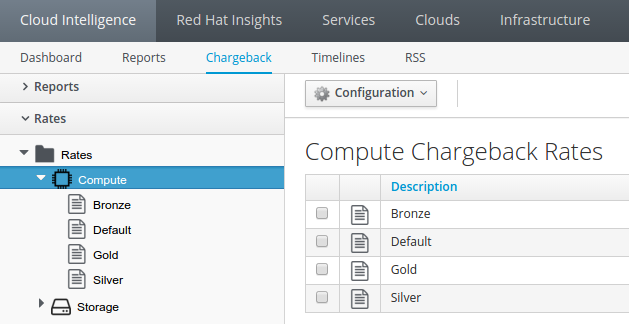 Cloud Intelligence Red Hat Insights Services Clouds Infrastructure
Dashboard Reports Chargeback Timelines RSS
Reports
Rates
Rates
Compute
Bronze
Default
Gold
Silver
Storage
Configuration
Compute Chargeback Rates
Description
Bronze
Default
Gold
Silver